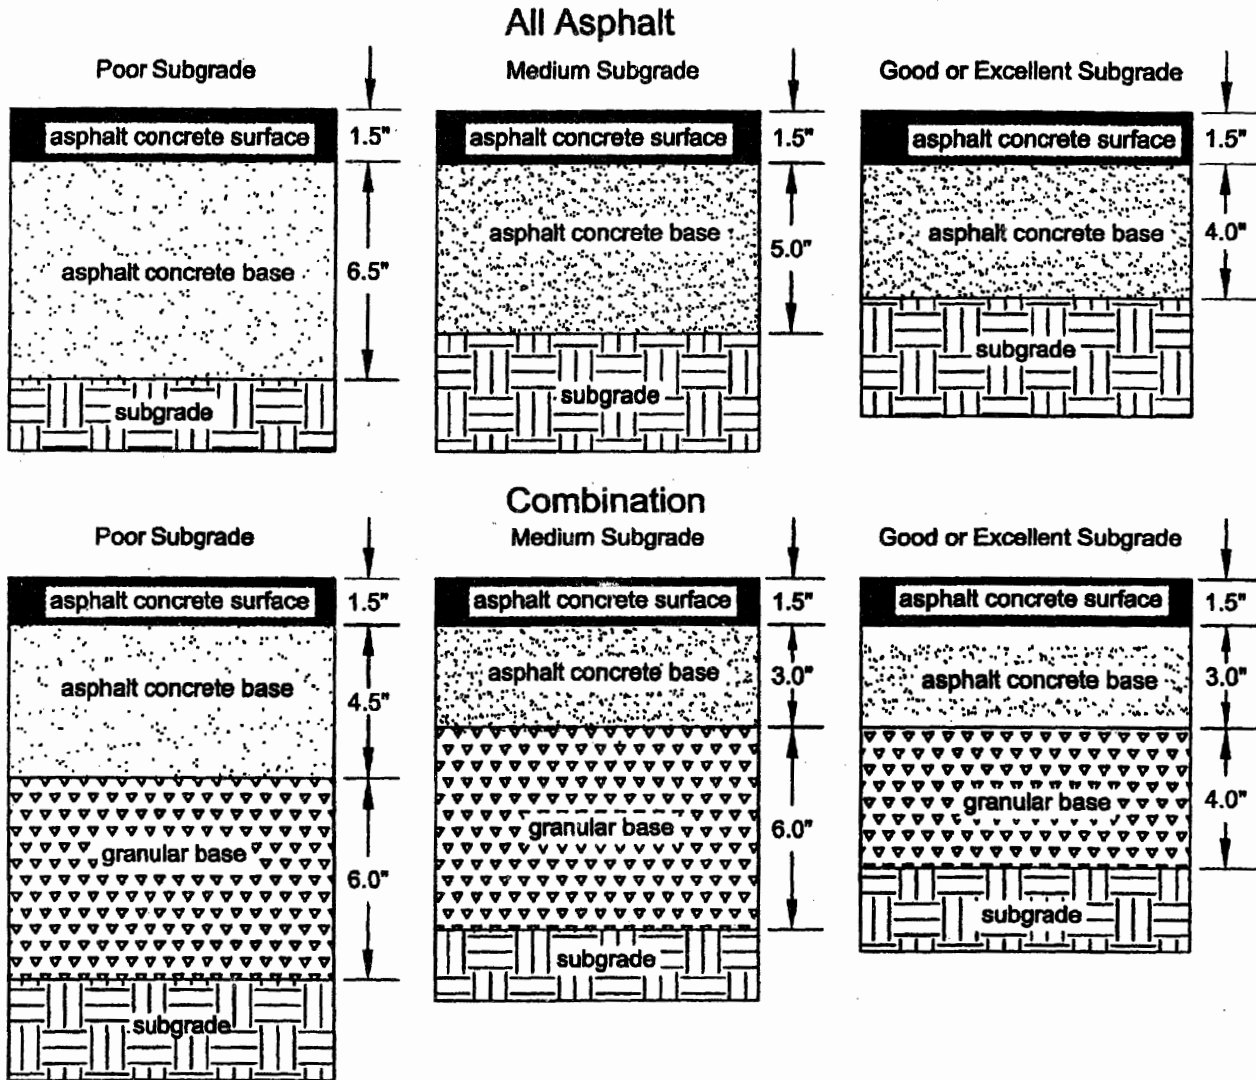 All Asphalt
Poor Subgrade
asphalt concrete surface
1.5"
asphalt concrete base
6.5"
subgrade
Medium Subgrade
asphalt concrete surface
1.5"
asphalt concrete base
5.0"
subgrade
Good or Excellent Subgrade
asphalt concrete surface
1.5"
asphalt concrete base
4.0"
subgrade
Combination
Poor Subgrade
asphalt concrete surface
1.5"
asphalt concrete base
4.5"
granular base
6.0"
subgrade
Medium Subgrade
asphalt concrete surface
1.5"
asphalt concrete base
3.0"
granular base
6.0"
subgrade
Good or Excellent Subgrade
asphalt concrete surface
1.5"
asphalt concrete base
3.0"
granular base
4.0"
subgrade